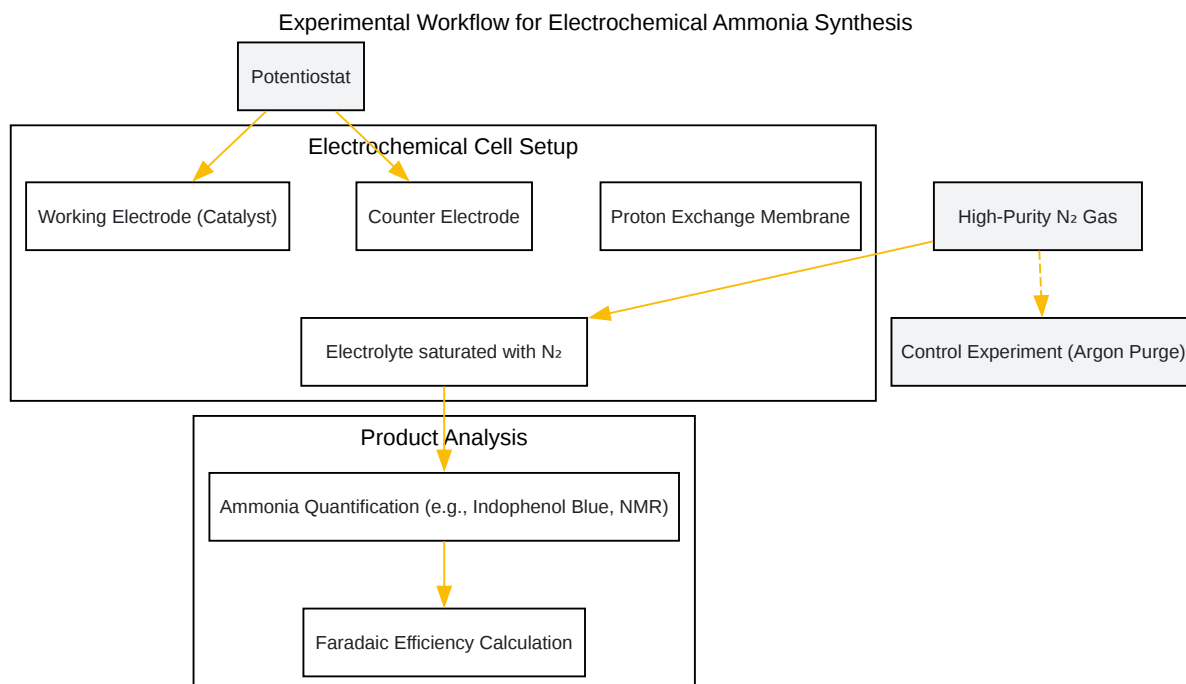 Experimental Workflow for Electrochemical Ammonia Synthesis
Potentiostat
Electrochemical Cell Setup
Working Electrode (Catalyst)
Counter Electrode
Proton Exchange Membrane
High-Purity N₂ Gas
Electrolyte saturated with N₂
Control Experiment (Argon Purge)
Product Analysis
Ammonia Quantification (e.g., Indophenol Blue, NMR)
Faradaic Efficiency Calculation